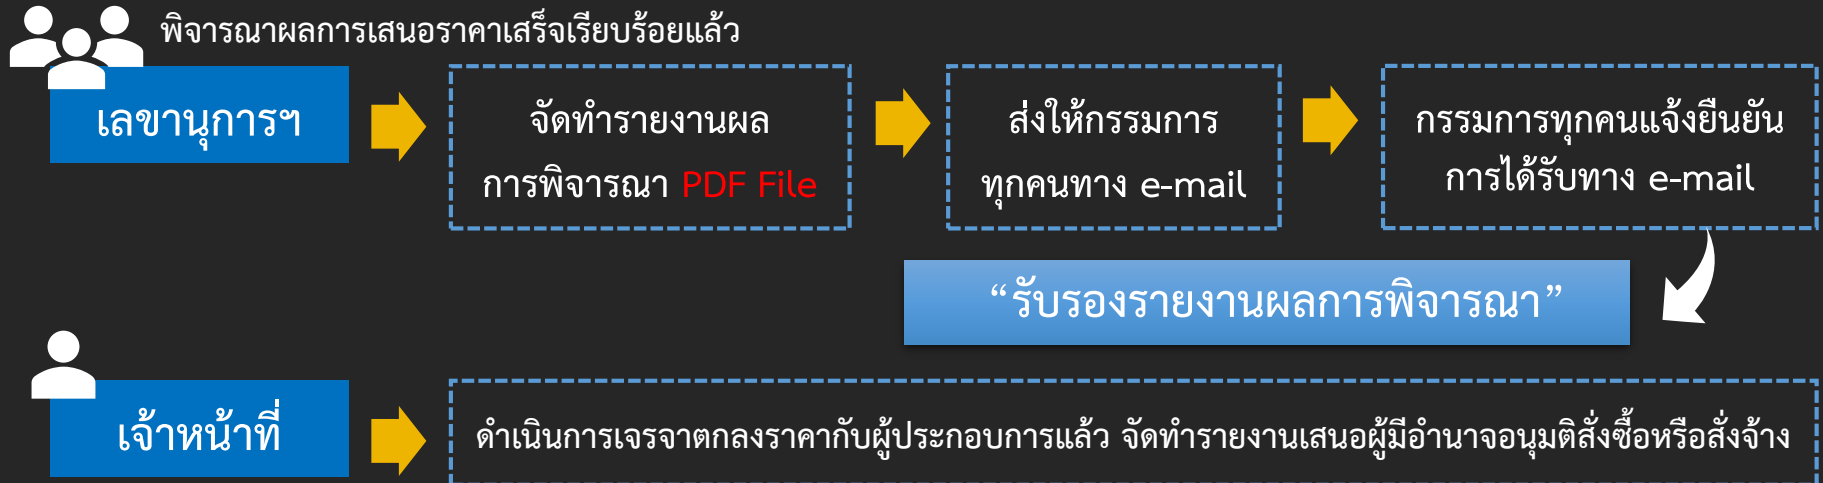 พิจารณาผลการเสนอราคาเสร็จเรียบร้อยแล้ว
เลขานุการฯ
จัดทำรายงานผล
การพิจารณา PDF File
ส่งให้กรรมการ
ทุกคนทาง e-mail
กรรมการทุกคนแจ้งยืนยัน
การได้รับทาง e-mail
“รับรองรายงานผลการพิจารณา”
เจ้าหน้าที่
ดำเนินการเจรจาตกลงราคากับผู้ประกอบการแล้ว จัดทำรายงานเสนอผู้มีอำนาจอนุมติสั่งซื้อหรือสั่งจ้าง